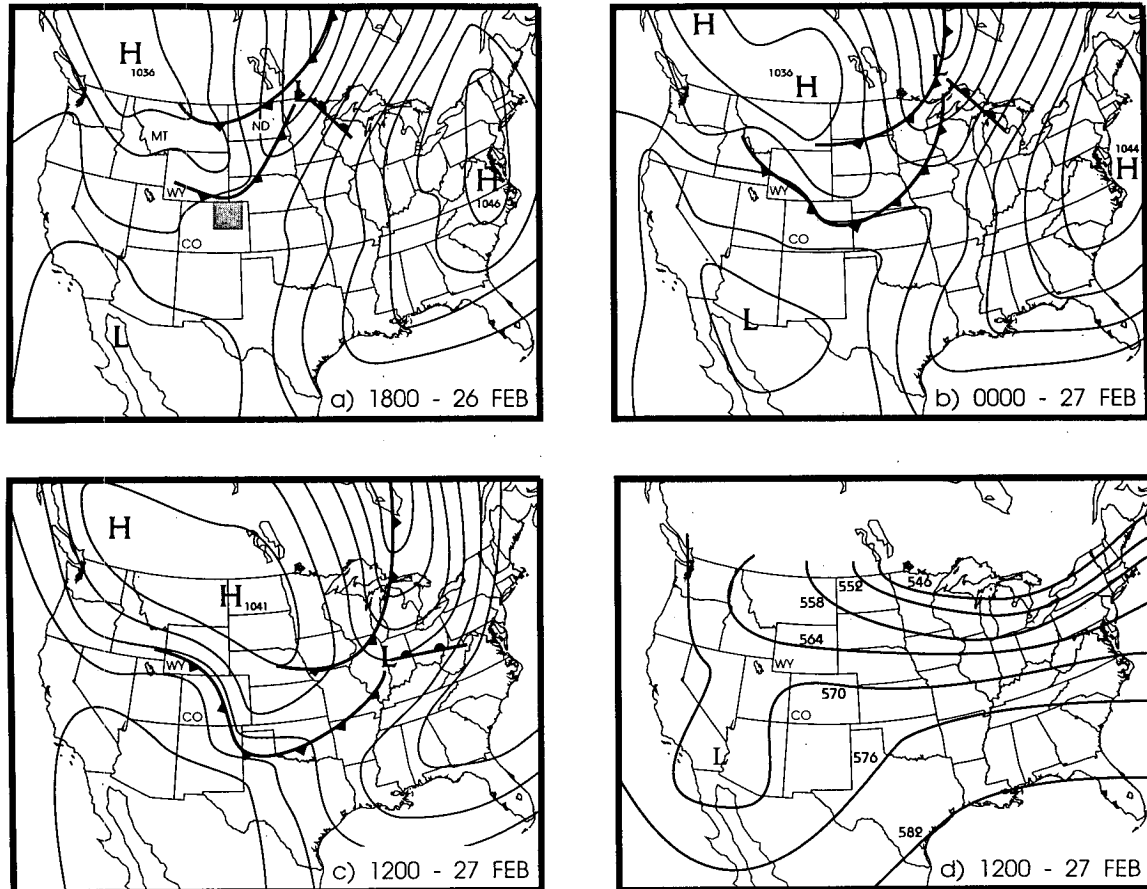 H
1036
MT
ND
L
WY
H
1046
CO
L
a) 1800 - 26 FEB
H
1036
H
L
1044
H
WY
CO
L
b) 0000 - 27 FEB
H
H 1041
WY
L
CO
c) 1200 - 27 FEB
552
546
558
564
WY
570
CO
L
576
582
d) 1200 - 27 FEB